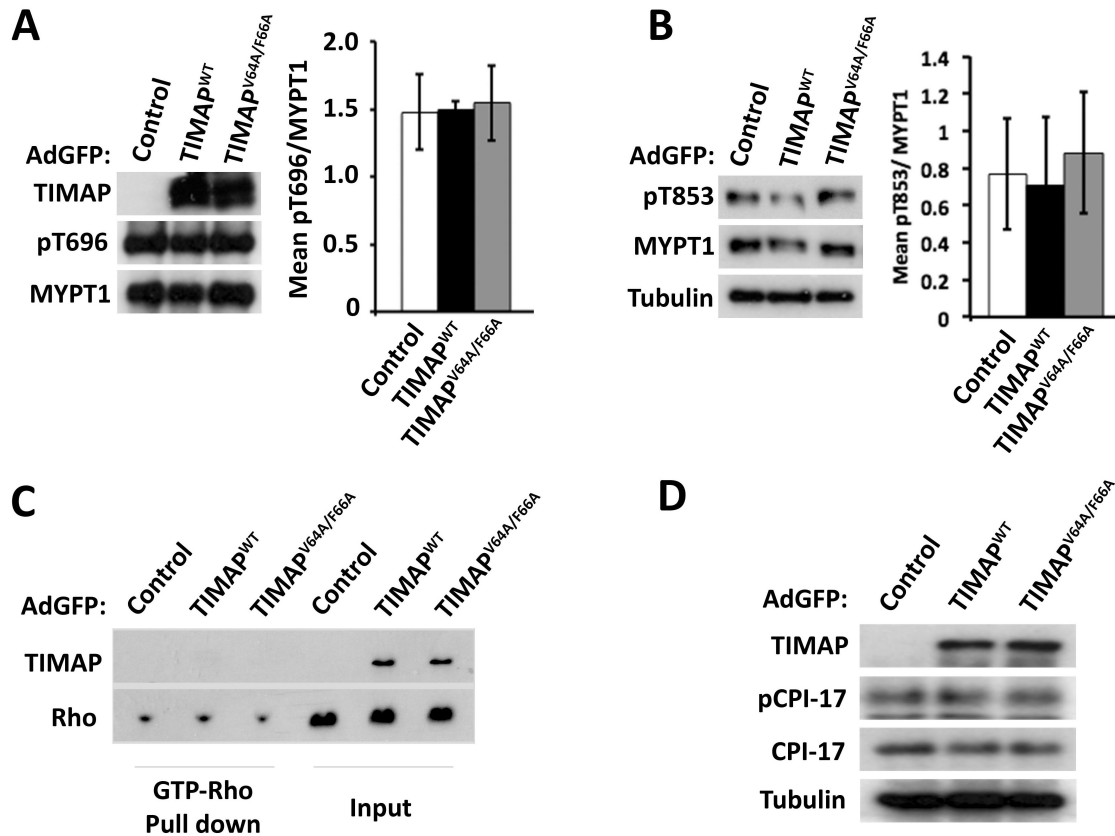 A
Control
TIMAPWT
TIMAPV64A/F66A
AdGFP:
TIMAP
pT696
MYPT1
Mean pT696/MYPT1
2.0
1.5
1.0
0.5
0
Control
TIMAPWT
TIMAPV64A/F66A
B
Control
TIMAPWT
TIMAPV64A/F66A
AdGFP:
pT853
MYPT1
Tubulin
Mean pT853/ MYPT1
1.4
1.2
1
0.8
0.6
0.4
0.2
0
Control
TIMAPWT
TIMAPV64A/F66A
C
Control
TIMAPWT
TIMAPV64A/F66A
Control
TIMAPWT
TIMAPV64A/F66A
AdGFP:
TIMAP
Rho
GTP-Rho
Pull down
Input
D
Control
TIMAPWT
TIMAPV64A/F66A
AdGFP:
TIMAP
pCPI-17
CPI-17
Tubulin